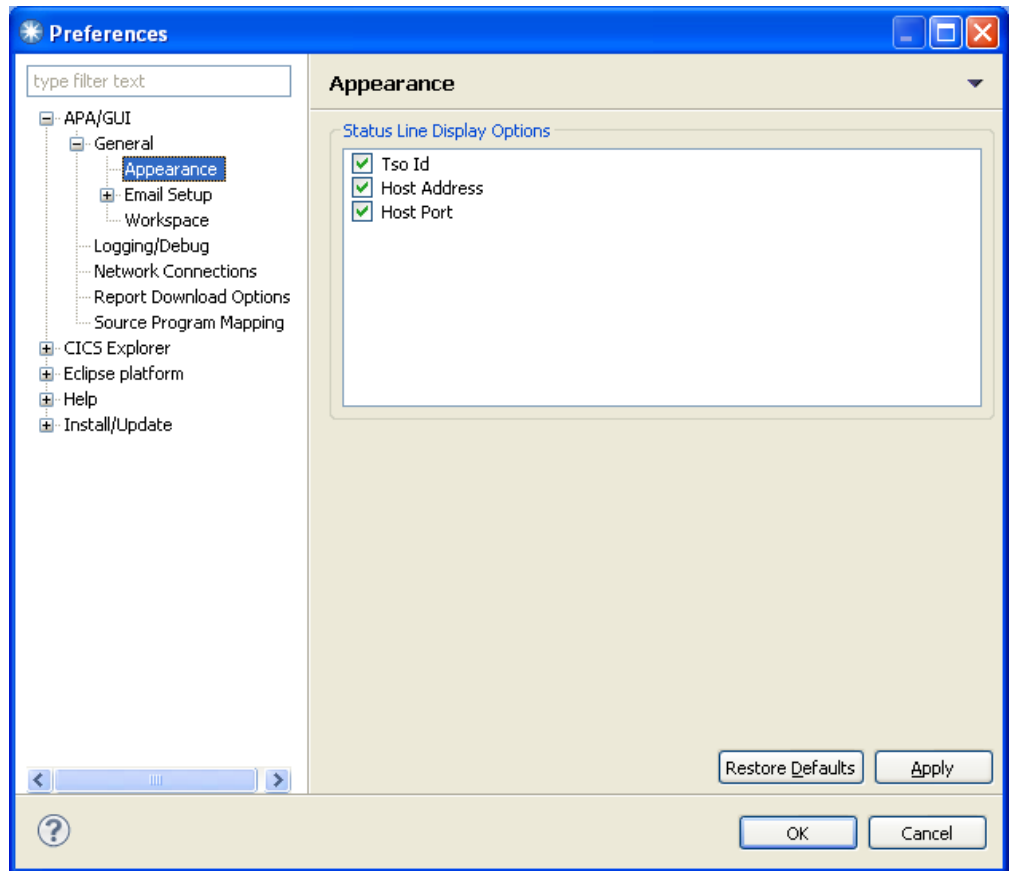 Preferences
type filter text
APA/GUI
General
Appearance
Email Setup
Workspace
Logging/Debug
Network Connections
Report Download Options
Source Program Mapping
CICS Explorer
Eclipse platform
Help
Install/Update
Appearance
Status Line Display Options
Tso Id
Host Address
Host Port
Restore Defaults Apply
OK Cancel